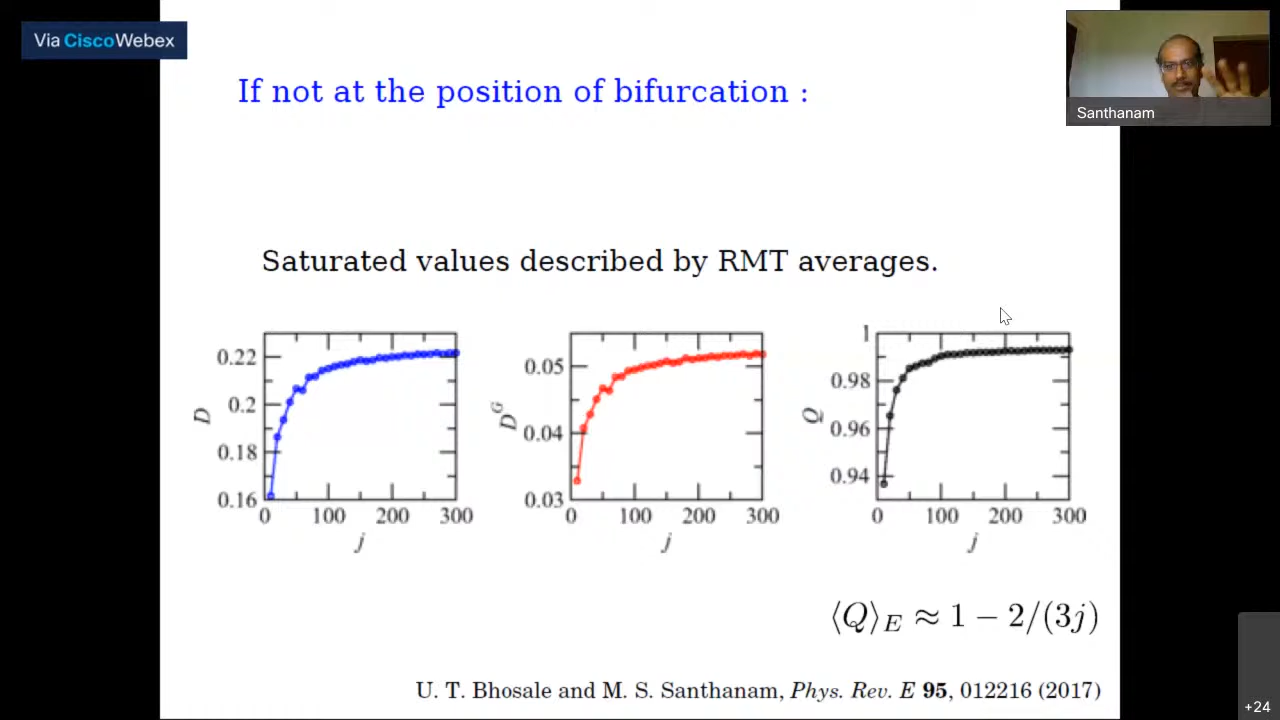 Via CiscoWebex
Santhanam
If not at the position of bifurcation :
Saturated values described by RMT averages.
0.22
0.2
0.18
0.16
D
0 100 200 300
j
0.05
0.04
0.03
D^G
0 100 200 300
j
1
0.98
0.96
0.94
Q
0 100 200 300
j
⟨Q⟩_E ≈ 1 − 2/(3j)
U. T. Bhosale and M. S. Santhanam, Phys. Rev. E 95, 012216 (2017)
+24